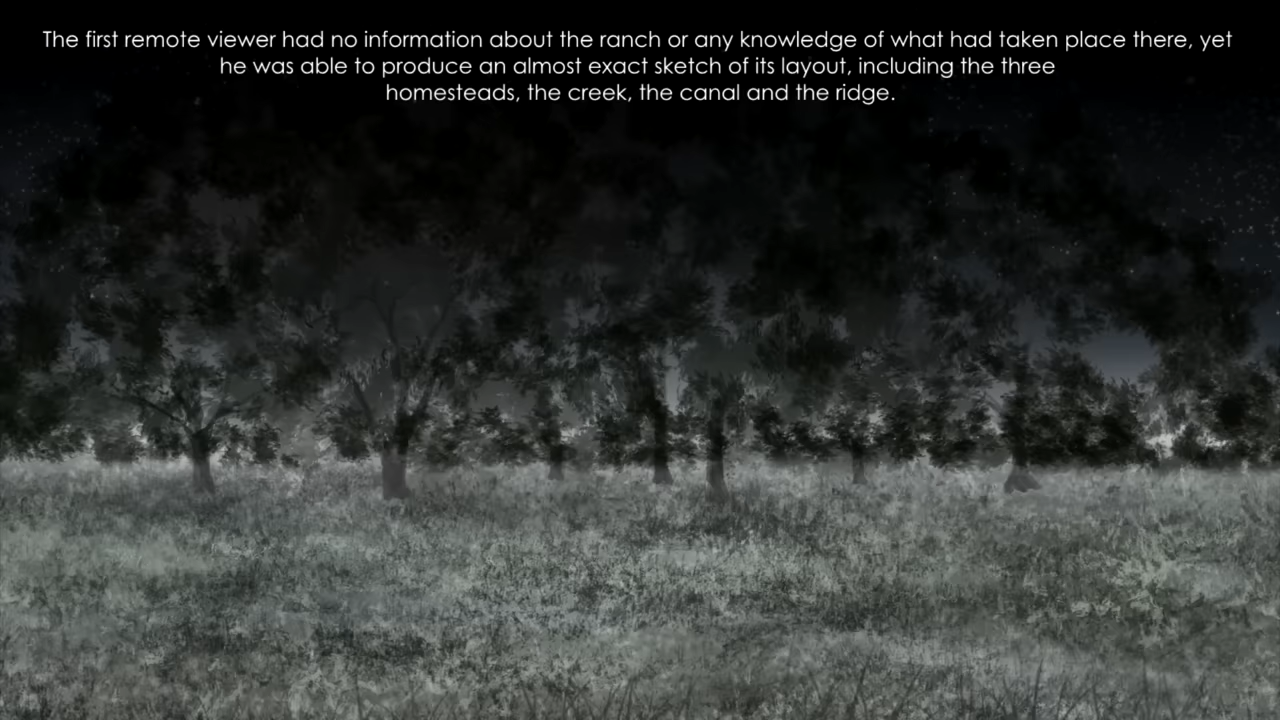 The first remote viewer had no information about the ranch or any knowledge of what had taken place there, yet
he was able to produce an almost exact sketch of its layout, including the three
homesteads, the creek, the canal and the ridge.